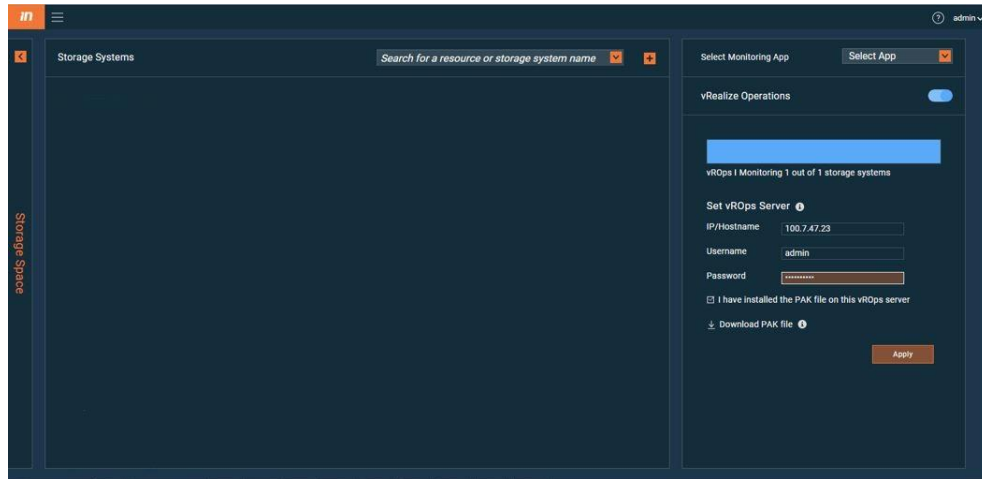 in
admin
Storage Systems
Search for a resource or storage system name
Select Monitoring App
Select App
vRealize Operations
vROps I Monitoring 1 out of 1 storage systems
Set vROps Server
IP/Hostname
100.7.47.23
Username
admin
Password
I have installed the PAK file on this vROps server
Download PAK file
Apply
Storage Space